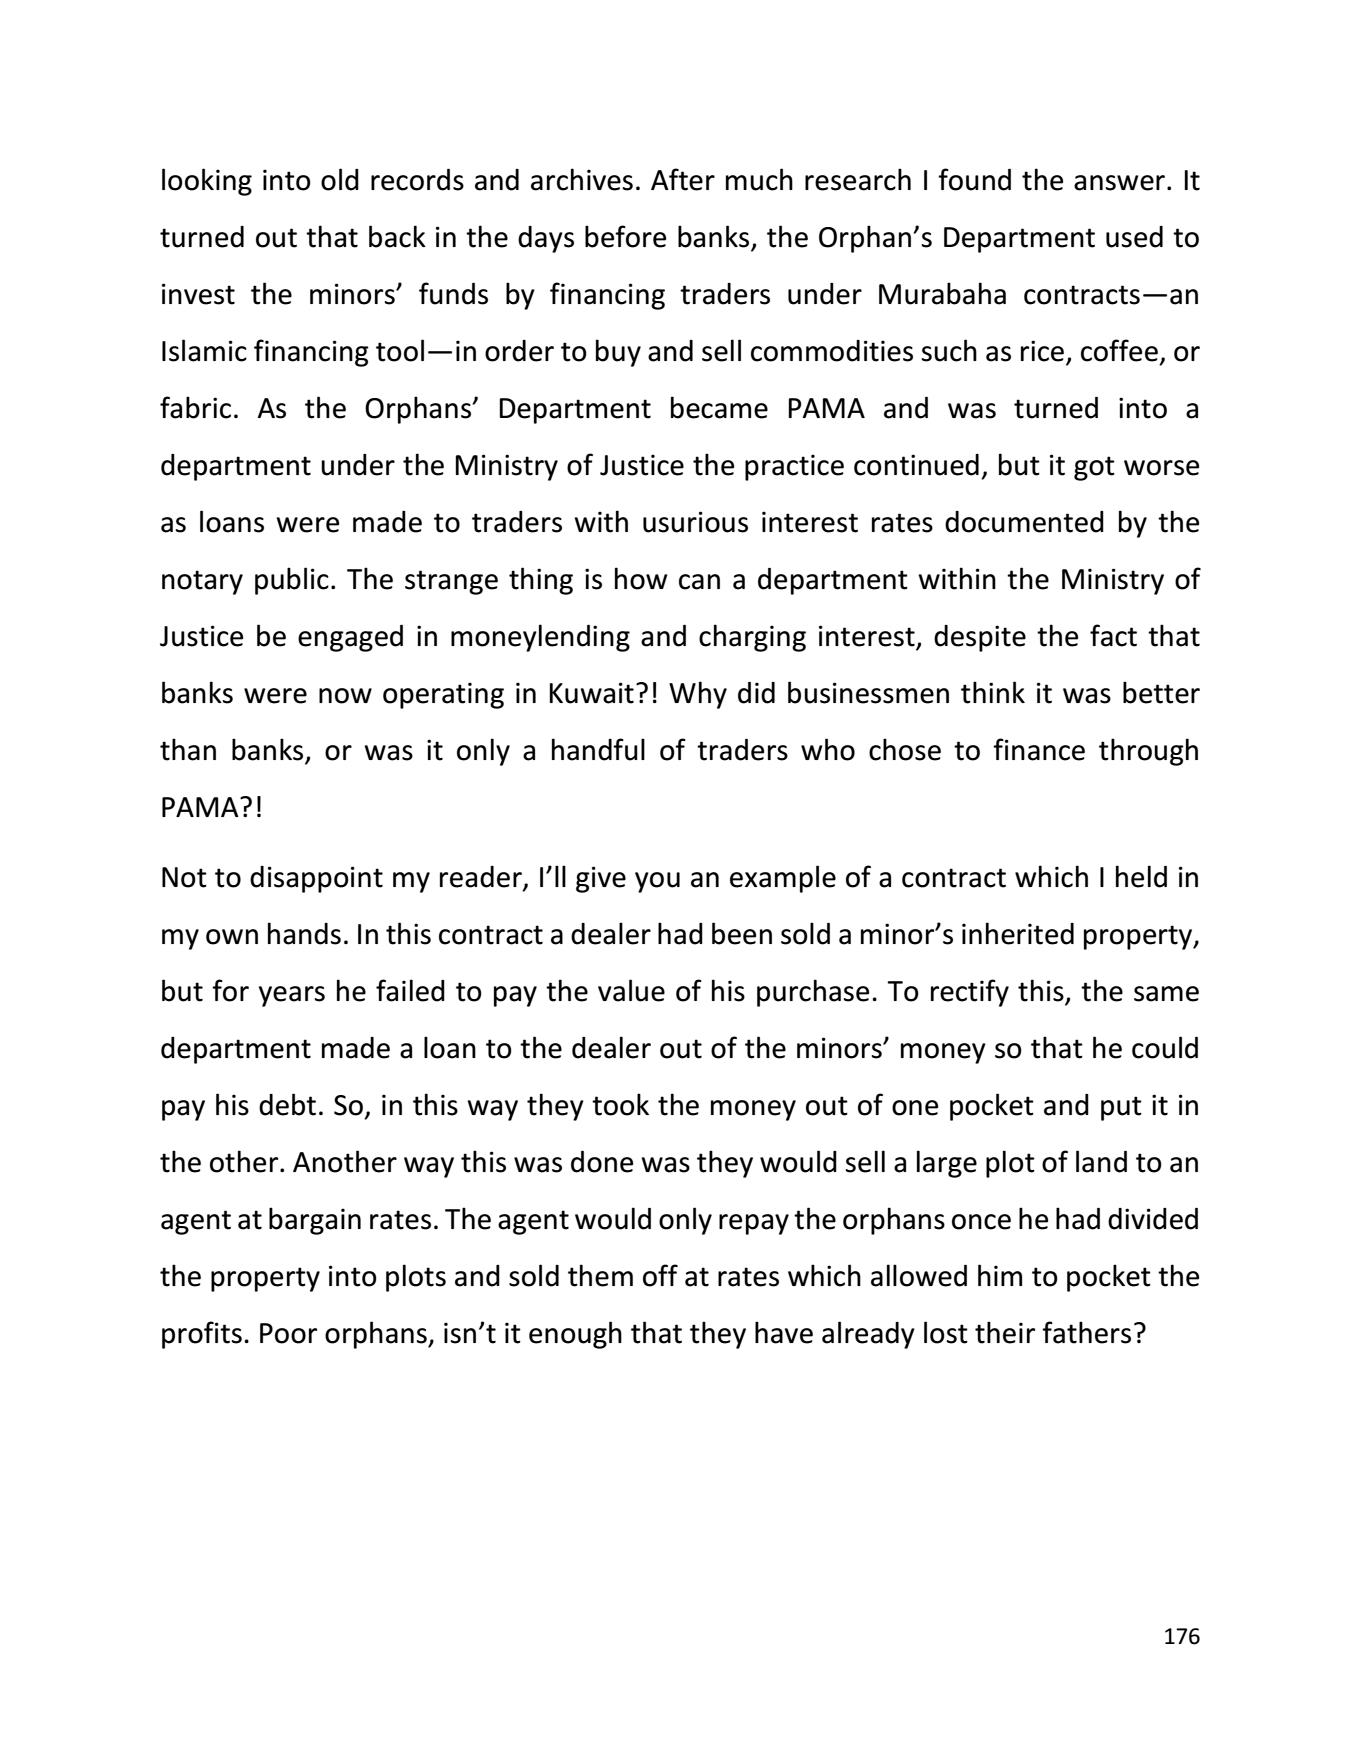 looking into old records and archives. After much research I found the answer. It
turned out that back in the days before banks, the Orphan’s Department used to
invest the minors’ funds by financing traders under Murabaha contracts—an
Islamic financing tool—in order to buy and sell commodities such as rice, coffee, or
fabric. As the Orphans’ Department became PAMA and was turned into a
department under the Ministry of Justice the practice continued, but it got worse
as loans were made to traders with usurious interest rates documented by the
notary public. The strange thing is how can a department within the Ministry of
Justice be engaged in moneylending and charging interest, despite the fact that
banks were now operating in Kuwait?! Why did businessmen think it was better
than banks, or was it only a handful of traders who chose to finance through
PAMA?!
Not to disappoint my reader, I’ll give you an example of a contract which I held in
my own hands. In this contract a dealer had been sold a minor’s inherited property,
but for years he failed to pay the value of his purchase. To rectify this, the same
department made a loan to the dealer out of the minors’ money so that he could
pay his debt. So, in this way they took the money out of one pocket and put it in
the other. Another way this was done was they would sell a large plot of land to an
agent at bargain rates. The agent would only repay the orphans once he had divided
the property into plots and sold them off at rates which allowed him to pocket the
profits. Poor orphans, isn’t it enough that they have already lost their fathers?
176